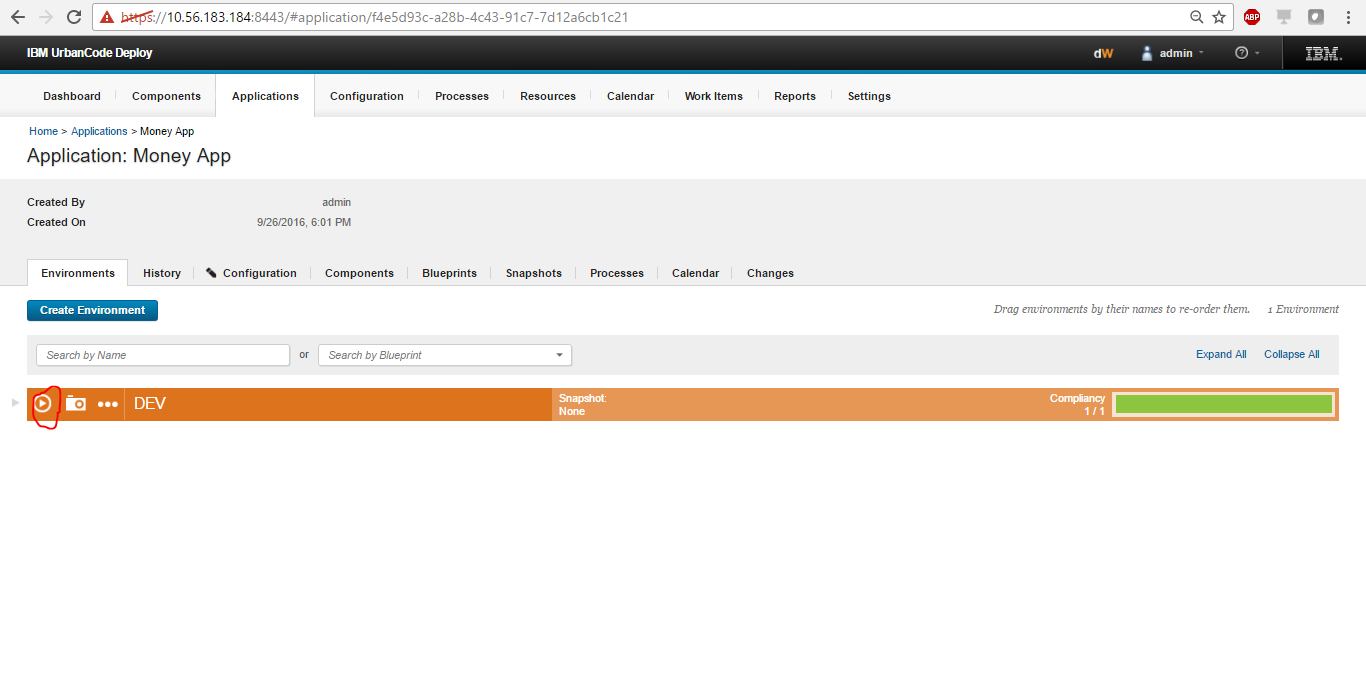 https://10.56.183.184:8443/#application/f4e5d93c-a28b-4c43-91c7-7d12a6cb1c21
ABP
IBM UrbanCode Deploy
dW
admin
?
IBM.
Dashboard Components Applications Configuration Processes Resources Calendar Work Items Reports Settings
Home > Applications > Money App
Application: Money App
Created By admin
Created On 9/26/2016, 6:01 PM
Environments History Configuration Components Blueprints Snapshots Processes Calendar Changes
Create Environment
Drag environments by their names to re-order them. 1 Environment
Search by Name or Search by Blueprint Expand All Collapse All
DEV
Snapshot:
None
Compliancy
1 / 1